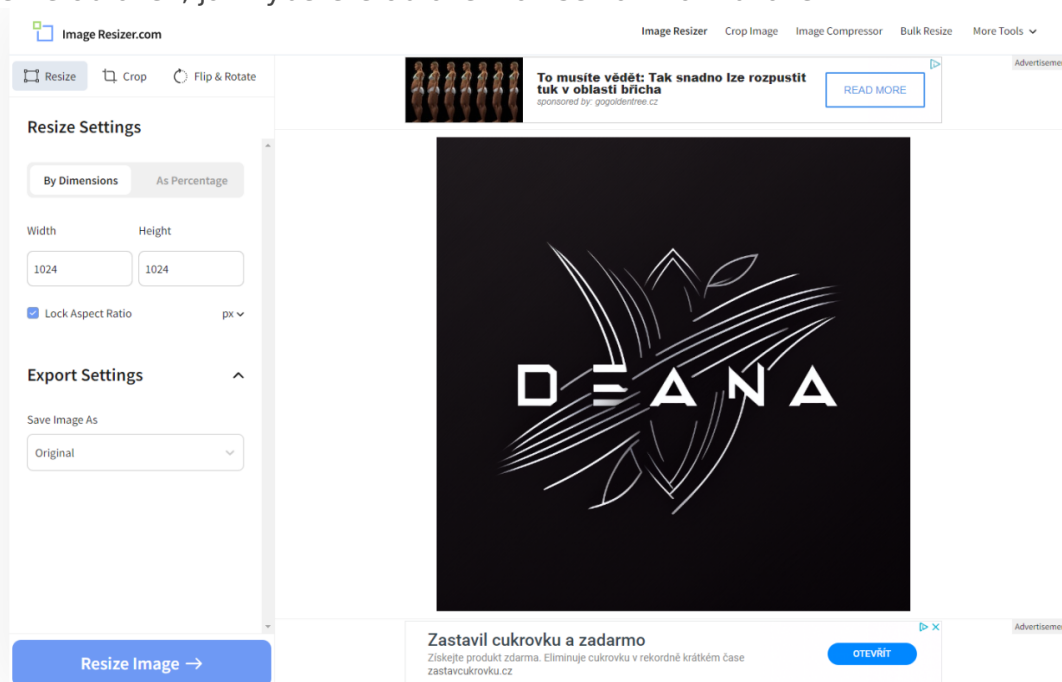 Image Resizer.com
Image Resizer Crop Image Image Compressor Bulk Resize More Tools
Resize Crop Flip & Rotate
Advertiseme
To musíte vědět: Tak snadno lze rozpustit
tuk v oblasti břicha
sponsored by: gogoldentree.cz
READ MORE
Resize Settings
By Dimensions As Percentage
Width Height
1024 1024
Lock Aspect Ratio px
Export Settings
Save Image As
Original
Resize Image →
DEANA
Advertiseme
Zastavil cukrovku a zadarmo
Získejte produkt zdarma. Eliminuje cukrovku v rekordně krátkém čase
zastavcukrovku.cz
OTEVŘÍT